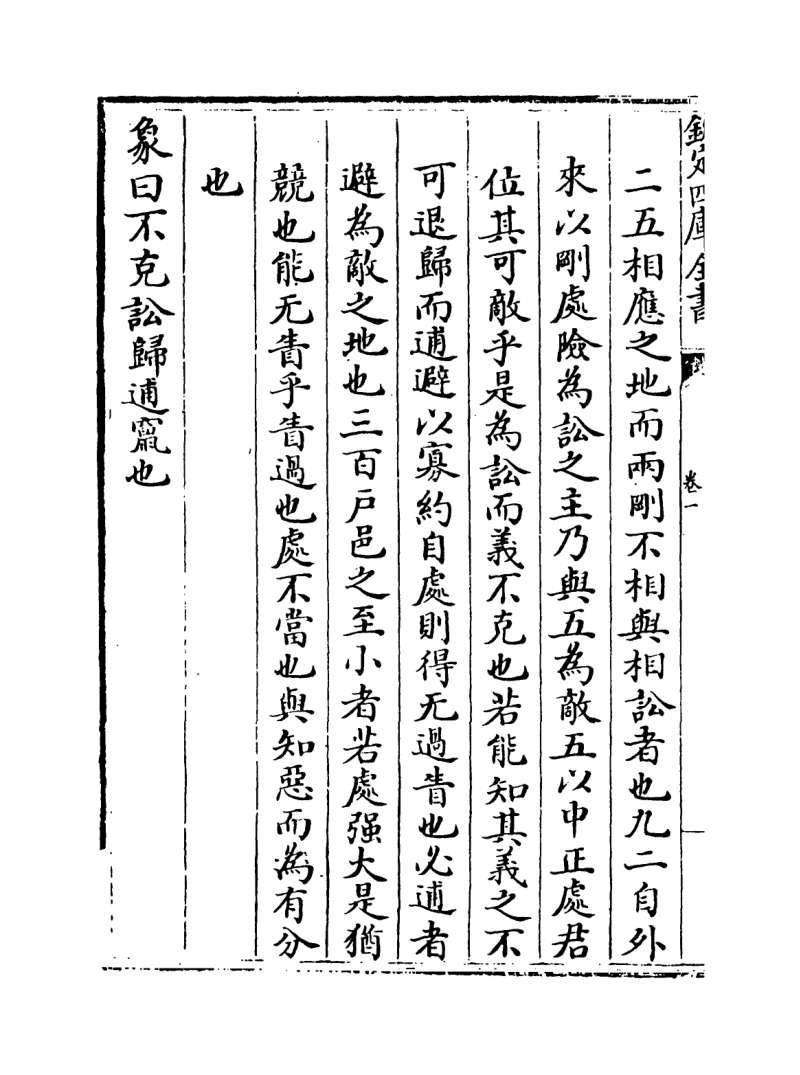 欽定四庫全書
卷一
二五相應之地而兩剛不相與相訟者也九二自外
來以剛處險為訟之主乃與五為敵五以中正處君
位其可敵乎是為訟而義不克也若能知其義之不
可退歸而逋避以寡約自處則得无過眚也必逋者
避為敵之地也三百戶邑之至小者若處强大是猶
競也能无眚乎眚過也處不當也與知惡而為有分
也
象曰不克訟歸逋竄也